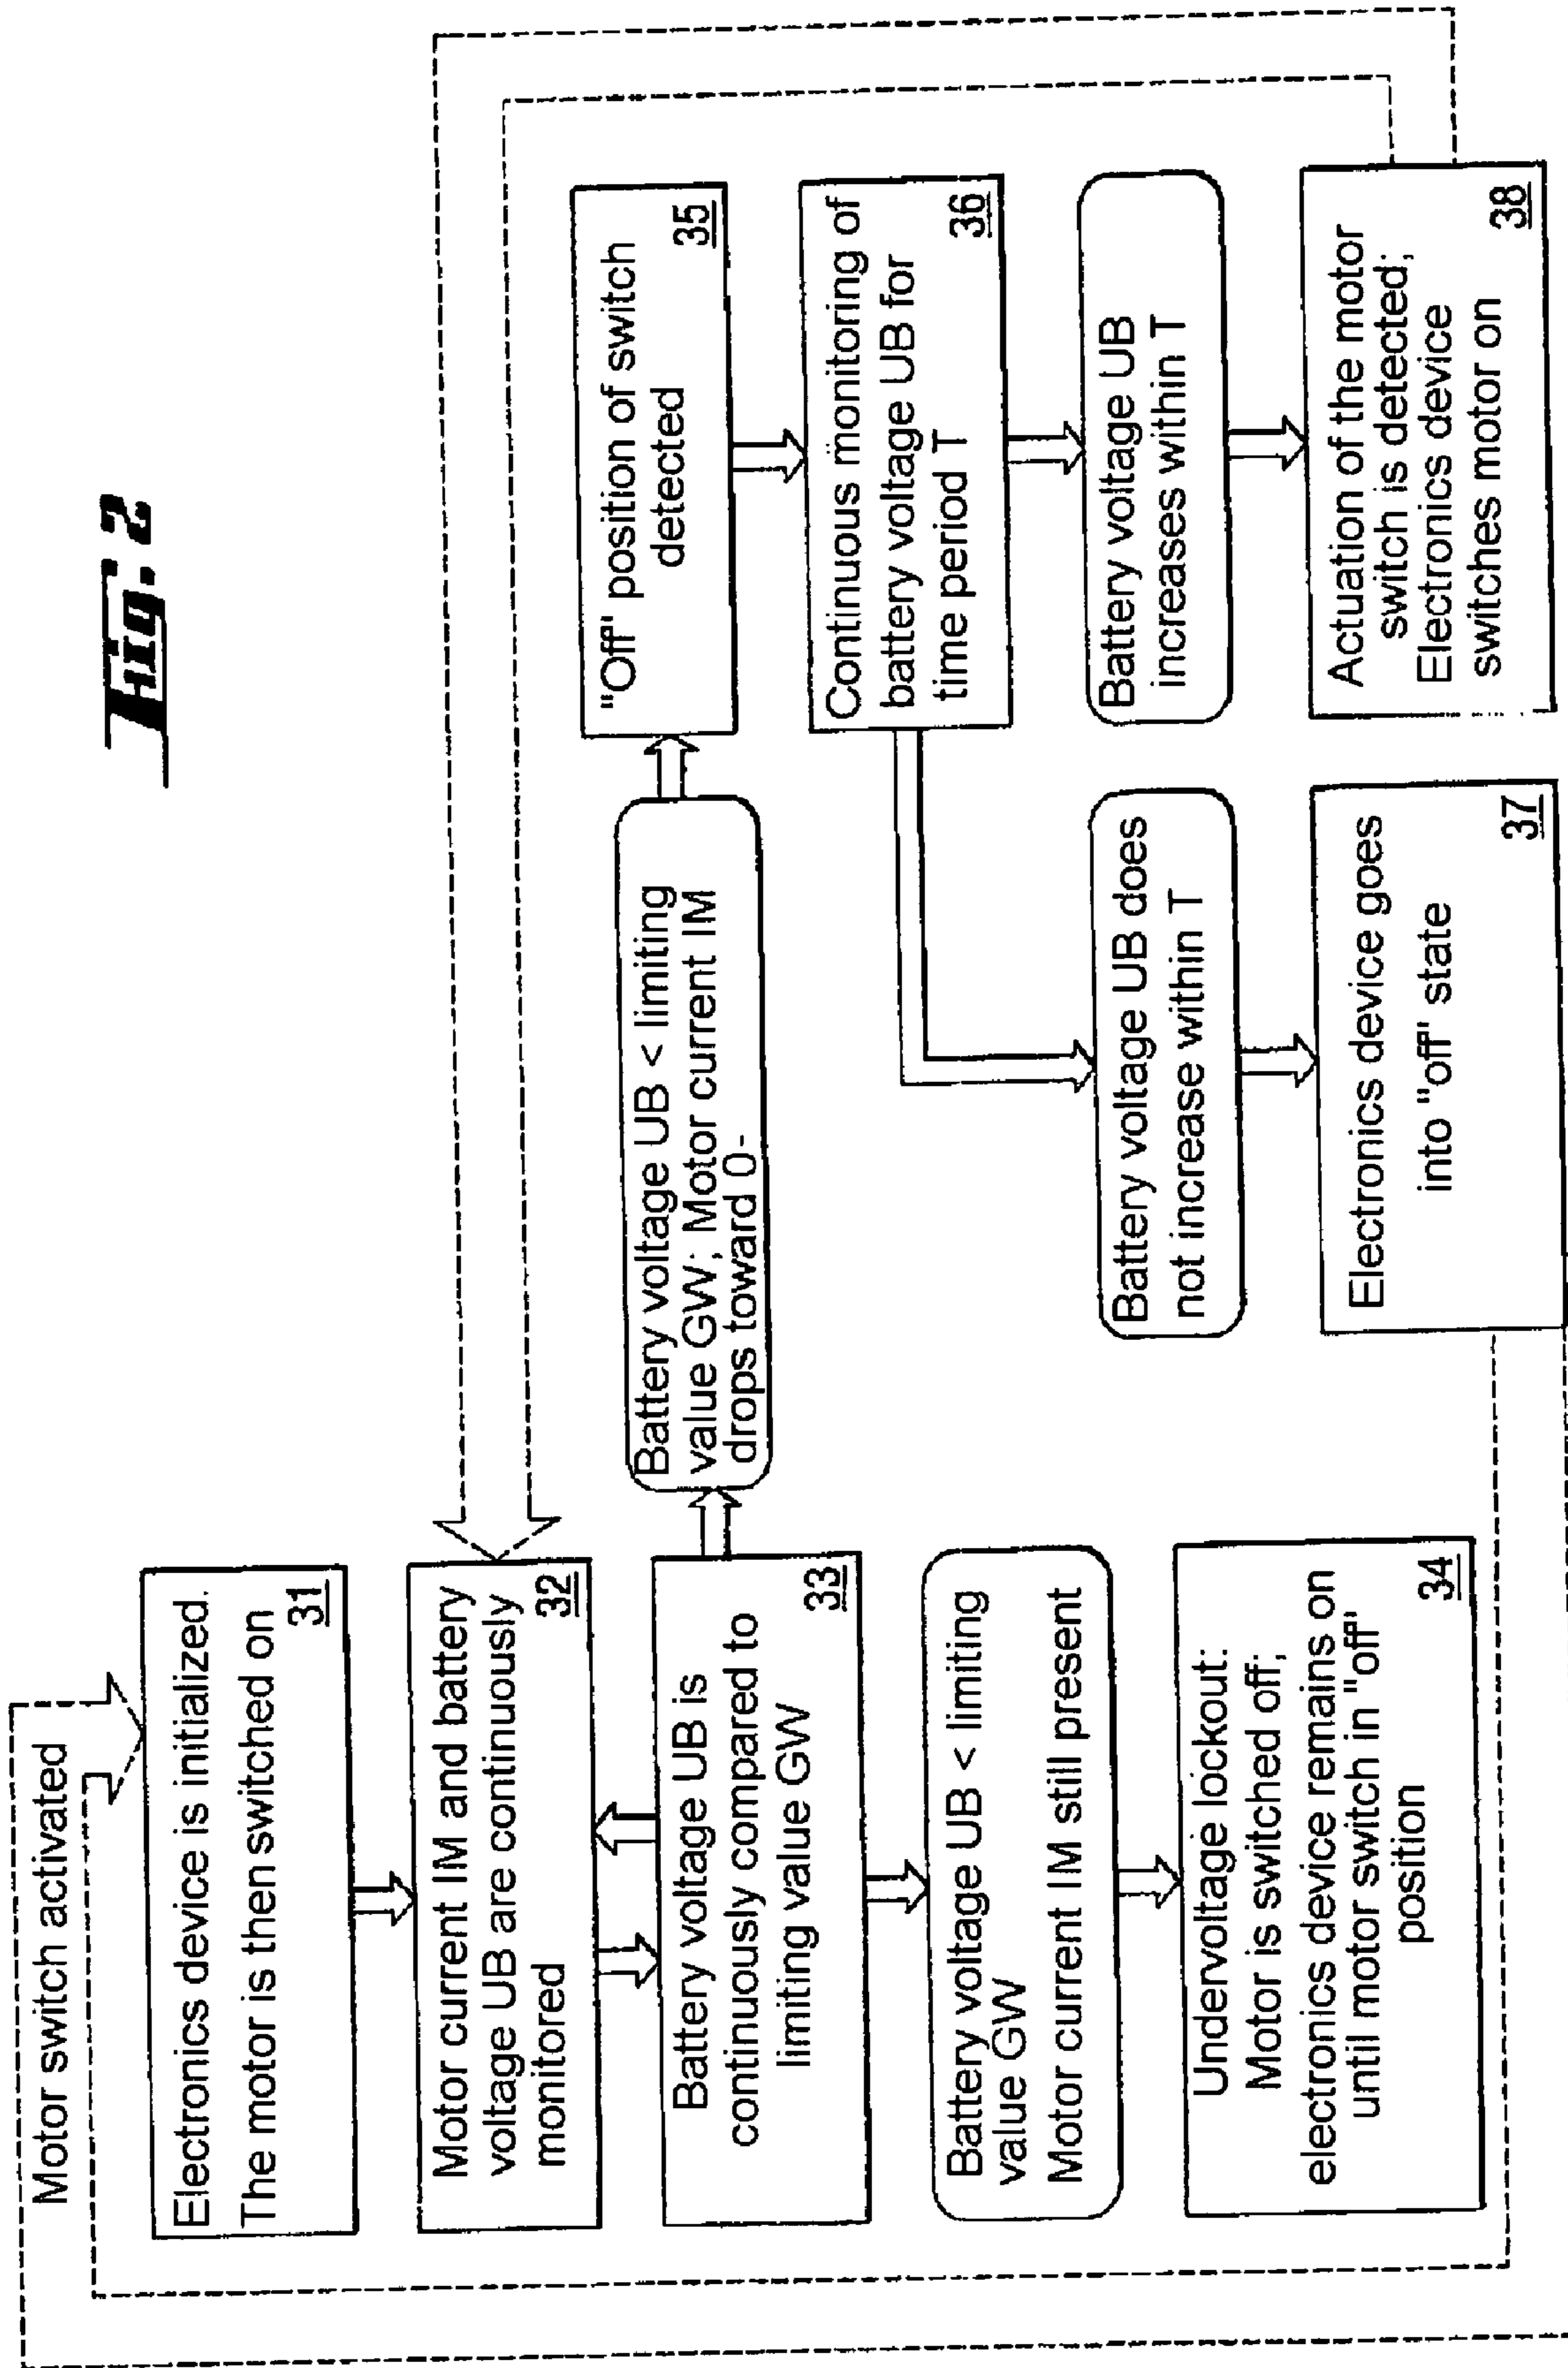 Fig. 2
Motor switch activated
Electronics device is initialized.
The motor is then switched on
31
Motor current IM and battery
voltage UB are continuously
monitored
32
Battery voltage UB is
continuously compared to
limiting value GW
33
Battery voltage UB < limiting
value GW
Motor current IM still present
Undervoltage lockout:
Motor is switched off;
electronics device remains on
until motor switch in "off"
position
34
Battery voltage UB < limiting
value GW; Motor current IM
drops toward 0-
"Off" position of switch
detected
35
Continuous monitoring of
battery voltage UB for
time period T
36
Battery voltage UB does
not increase within T
Electronics device goes
into "off" state
37
Battery voltage UB
increases within T
Actuation of the motor
switch is detected;
Electronics device
switches motor on
38